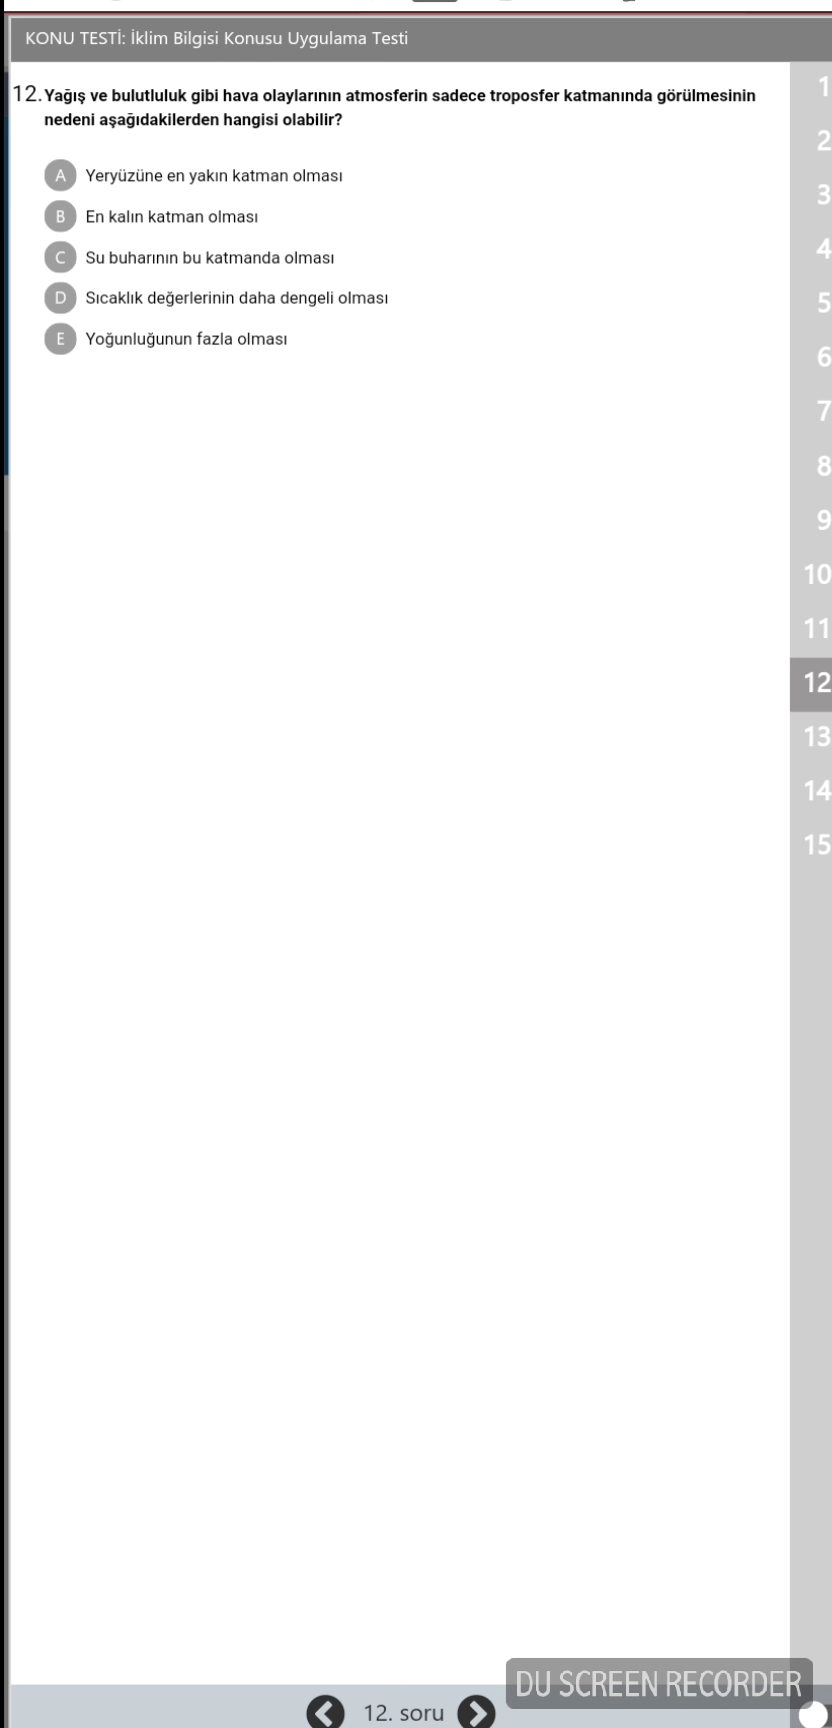 KONU TESTİ: İklim Bilgisi Konusu Uygulama Testi
12. Yağış ve bulutluluk gibi hava olaylarının atmosferin sadece troposfer katmanında görülmesinin
nedeni aşağıdakilerden hangisi olabilir?
A Yeryüzüne en yakın katman olması
B En kalın katman olması
C Su buharının bu katmanda olması
D Sıcaklık değerlerinin daha dengeli olması
E Yoğunluğunun fazla olması
1
2
3
4
5
6
7
8
9
10
11
12
13
14
15
DU SCREEN RECORDER
12. soru